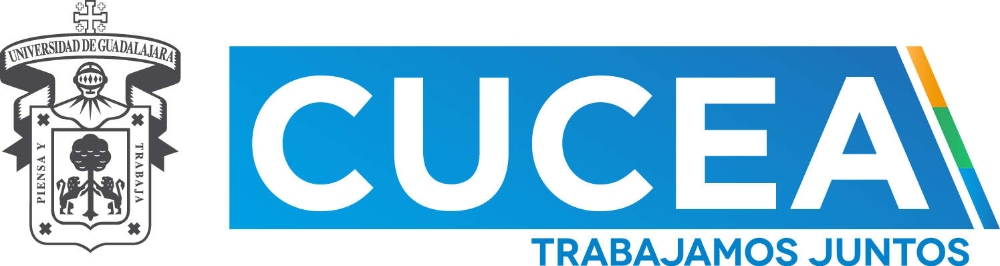 UNIVERSIDAD DE GUADALAJARA
PIENSA Y
TRABAJA
CUCEA
TRABAJAMOS JUNTOS